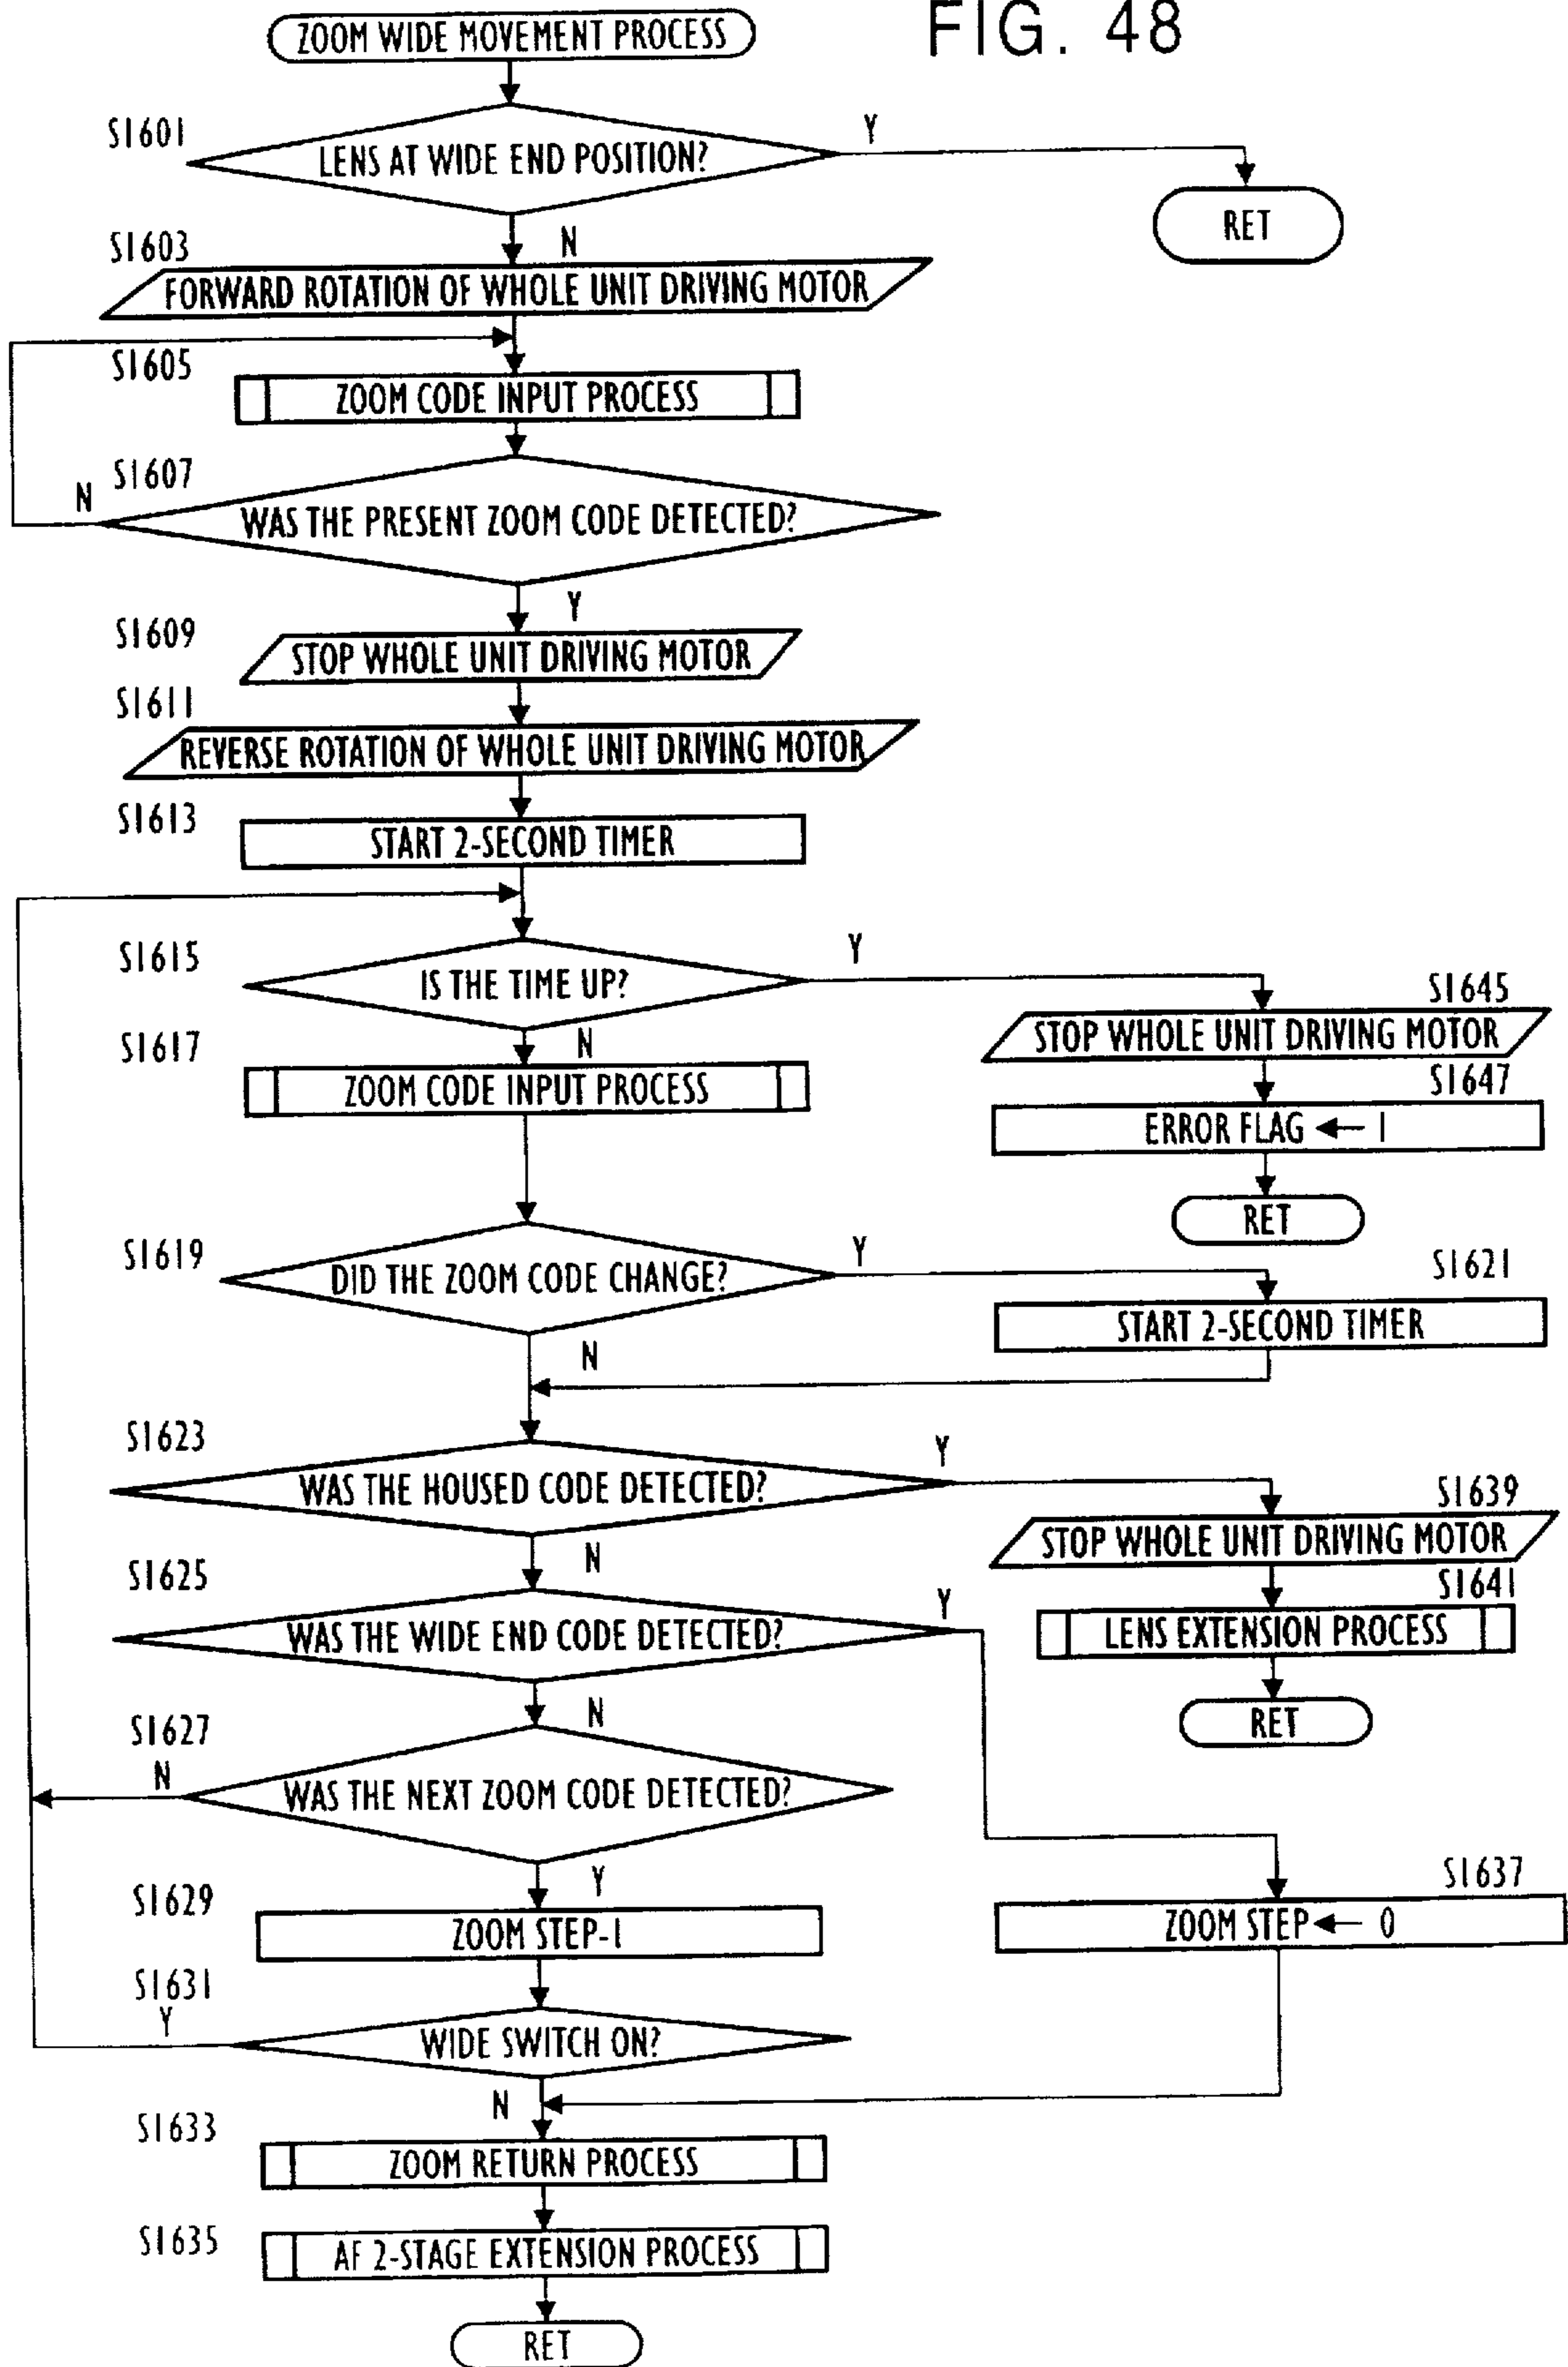 FIG. 48
ZOOM WIDE MOVEMENT PROCESS
S1601
LENS AT WIDE END POSITION?
Y
RET
N
S1603
FORWARD ROTATION OF WHOLE UNIT DRIVING MOTOR
S1605
ZOOM CODE INPUT PROCESS
S1607
N
WAS THE PRESENT ZOOM CODE DETECTED?
Y
S1609
STOP WHOLE UNIT DRIVING MOTOR
S1611
REVERSE ROTATION OF WHOLE UNIT DRIVING MOTOR
S1613
START 2-SECOND TIMER
S1615
IS THE TIME UP?
Y
S1645
STOP WHOLE UNIT DRIVING MOTOR
S1647
ERROR FLAG ← 1
RET
N
S1617
ZOOM CODE INPUT PROCESS
S1619
DID THE ZOOM CODE CHANGE?
Y
S1621
START 2-SECOND TIMER
N
S1623
WAS THE HOUSED CODE DETECTED?
Y
S1639
STOP WHOLE UNIT DRIVING MOTOR
S1641
LENS EXTENSION PROCESS
RET
N
S1625
WAS THE WIDE END CODE DETECTED?
Y
N
S1627
N
WAS THE NEXT ZOOM CODE DETECTED?
Y
S1637
ZOOM STEP ← 0
S1629
ZOOM STEP-1
S1631
Y
WIDE SWITCH ON?
N
S1633
ZOOM RETURN PROCESS
S1635
AF 2-STAGE EXTENSION PROCESS
RET